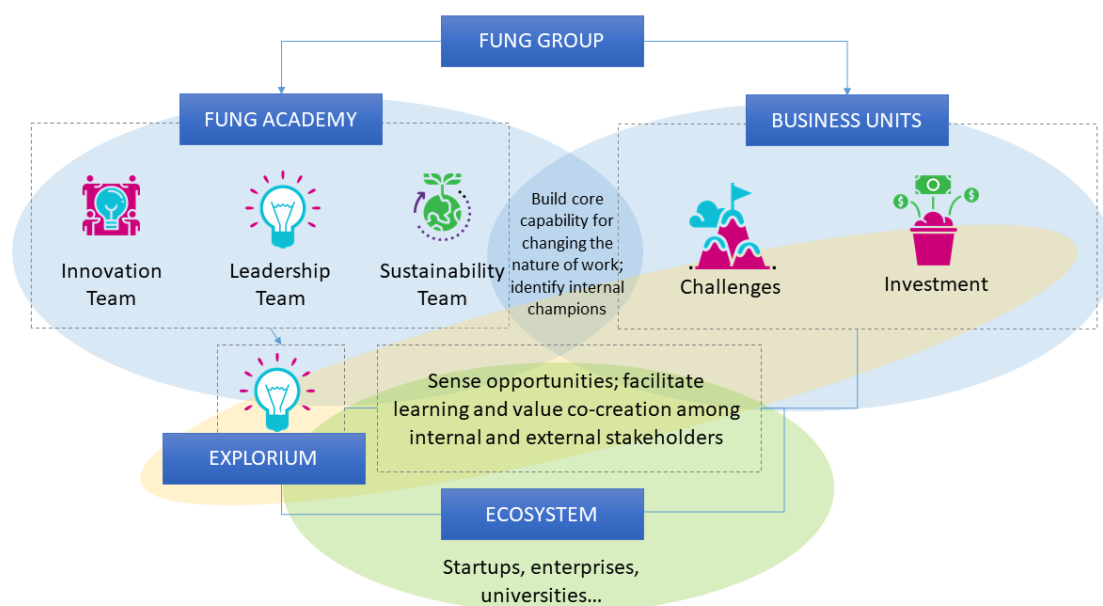 FUNG GROUP
FUNG ACADEMY
BUSINESS UNITS
Innovation
Team
Leadership
Team
Sustainability
Team
Build core
capability for
changing the
nature of work;
identify internal
champions
Challenges
Investment
$
$
Sense opportunities; facilitate
learning and value co-creation among
internal and external stakeholders
EXPLORIUM
ECOSYSTEM
Startups, enterprises,
universities...